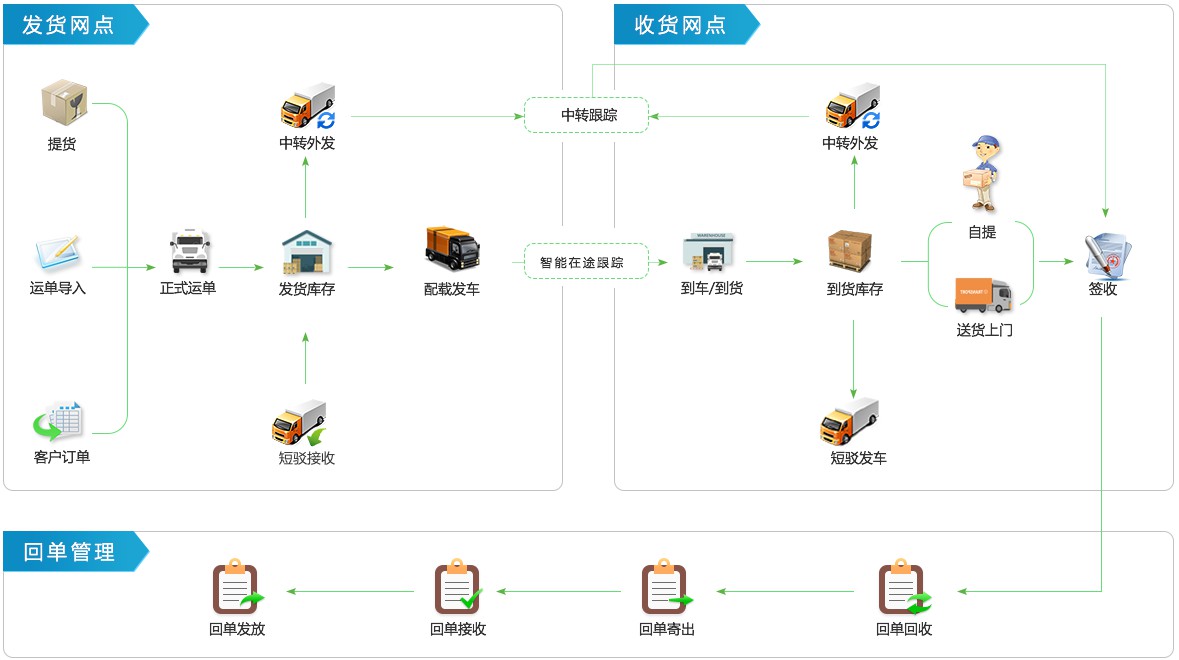 发货网点
收货网点
提货
中转外发
中转跟踪
中转外发
自提
运单导入
正式运单
发货库存
配载发车
智能在途跟踪
WAREHOUSE
到车/到货
到货库存
送货上门
签收
客户订单
短驳接收
短驳发车
回单管理
回单发放
回单接收
回单寄出
回单回收